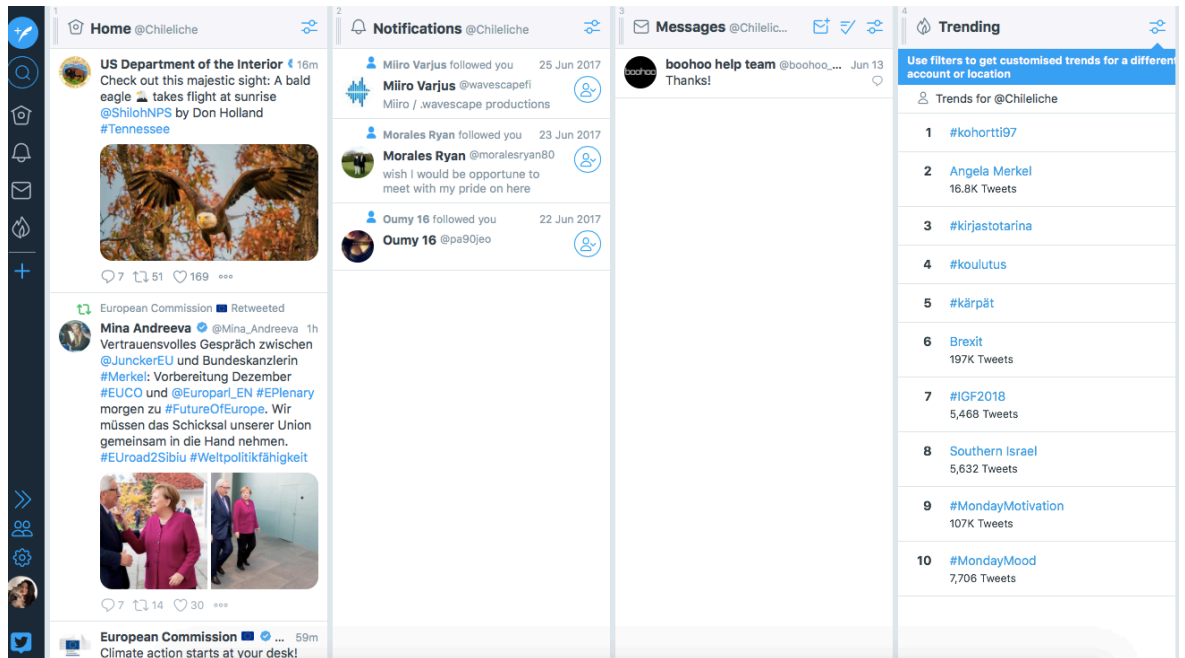 1
Home @Chileliche
US Department of the Interior 16m
Check out this majestic sight: A bald
eagle takes flight at sunrise
@ShilohNPS by Don Holland
#Tennessee
7 51 169
European Commission Retweeted
Mina Andreeva @Mina_Andreeva 1h
Vertrauensvolles Gespräch zwischen
@JunckerEU und Bundeskanzlerin
#Merkel: Vorbereitung Dezember
#EUCO und @Europarl_EN #EPlenary
morgen zu #FutureOfEurope. Wir
müssen das Schicksal unserer Union
gemeinsam in die Hand nehmen.
#EUroad2Sibiu #Weltpolitikfähigkeit
7 14 30
European Commission ... 59m
Climate action starts at your desk!
2
Notifications @Chileliche
Miiro Varjus followed you 25 Jun 2017
Miiro Varjus @wavescapefi
Miiro / .wavescape productions
Morales Ryan followed you 23 Jun 2017
Morales Ryan @moralesryan80
wish I would be opportune to
meet with my pride on here
Oumy 16 followed you 22 Jun 2017
Oumy 16 @pa90jeo
3
Messages @Chilelic...
boohoo
boohoo help team @boohoo_... Jun 13
Thanks!
4
Trending
Use filters to get customised trends for a different
account or location
Trends for @Chileliche
1 #kohortti97
2 Angela Merkel
16.8K Tweets
3 #kirjastotarina
4 #koulutus
5 #kärpät
6 Brexit
197K Tweets
7 #IGF2018
5,468 Tweets
8 Southern Israel
5,632 Tweets
9 #MondayMotivation
107K Tweets
10 #MondayMood
7,706 Tweets